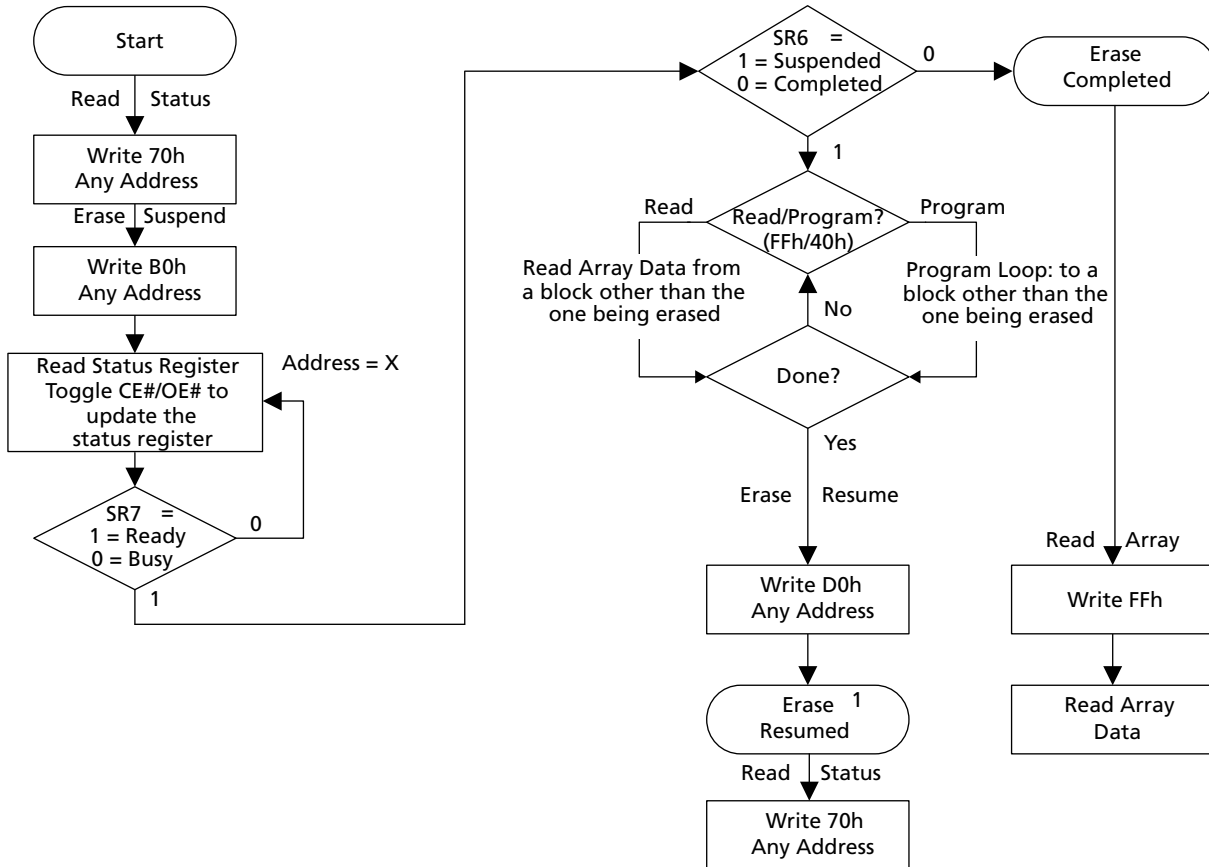 Start
Read Status
Write 70h
Any Address
Erase Suspend
Write B0h
Any Address
Read Status Register
Toggle CE#/OE# to
update the
status register
Address = X
SR7 =
1 = Ready
0 = Busy
0
1
SR6 =
1 = Suspended
0 = Completed
0
1
Erase
Completed
Read/Program?
(FFh/40h)
Read
Program
Read Array Data from
a block other than the
one being erased
Program Loop: to a
block other than the
one being erased
No
Done?
Yes
Erase Resume
Write D0h
Any Address
Erase 1
Resumed
Read Status
Write 70h
Any Address
Read Array
Write FFh
Read Array
Data